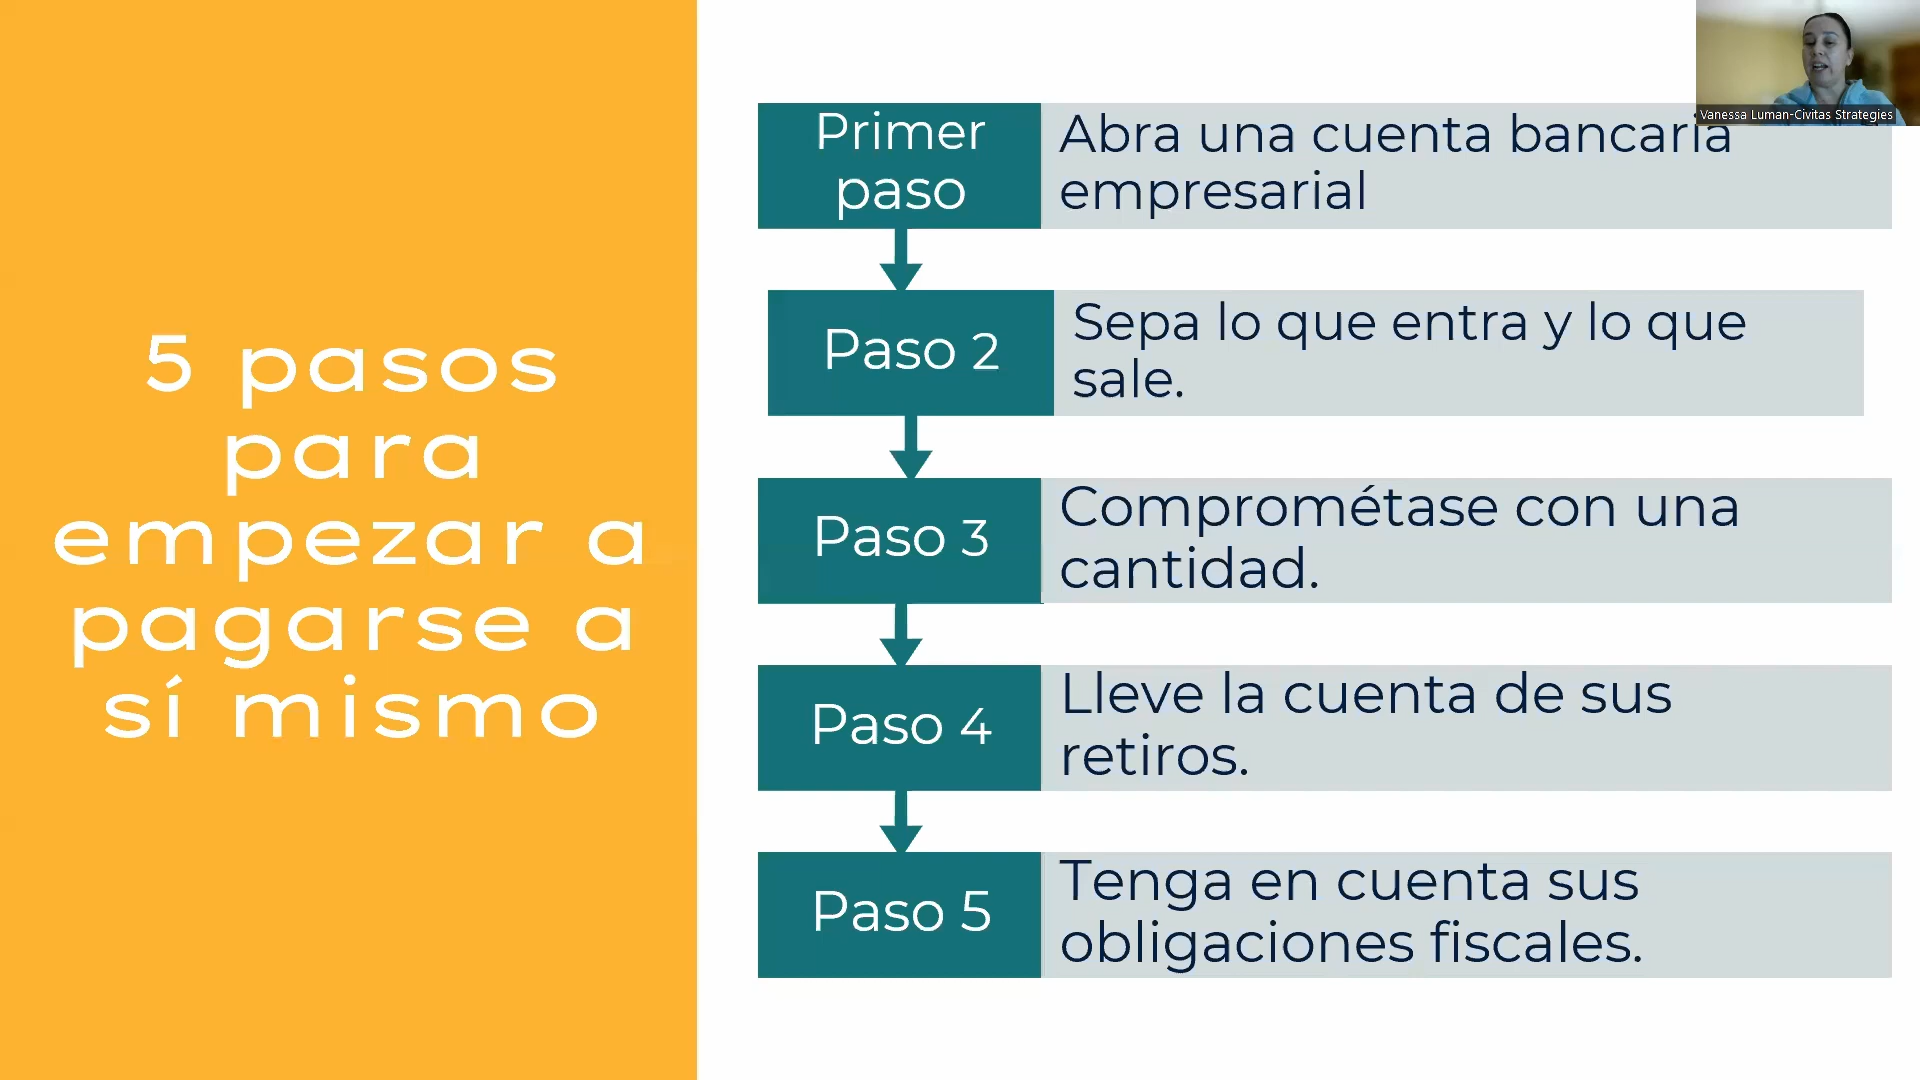 5 pasos
para
empezar a
pagarse a
sí mismo
Primer
paso
Abra una cuenta bancaria
empresarial
Paso 2
Sepa lo que entra y lo que
sale.
Paso 3
Comprométase con una
cantidad.
Paso 4
Lleve la cuenta de sus
retiros.
Paso 5
Tenga en cuenta sus
obligaciones fiscales.
Vanessa Luman-Civitas Strategies